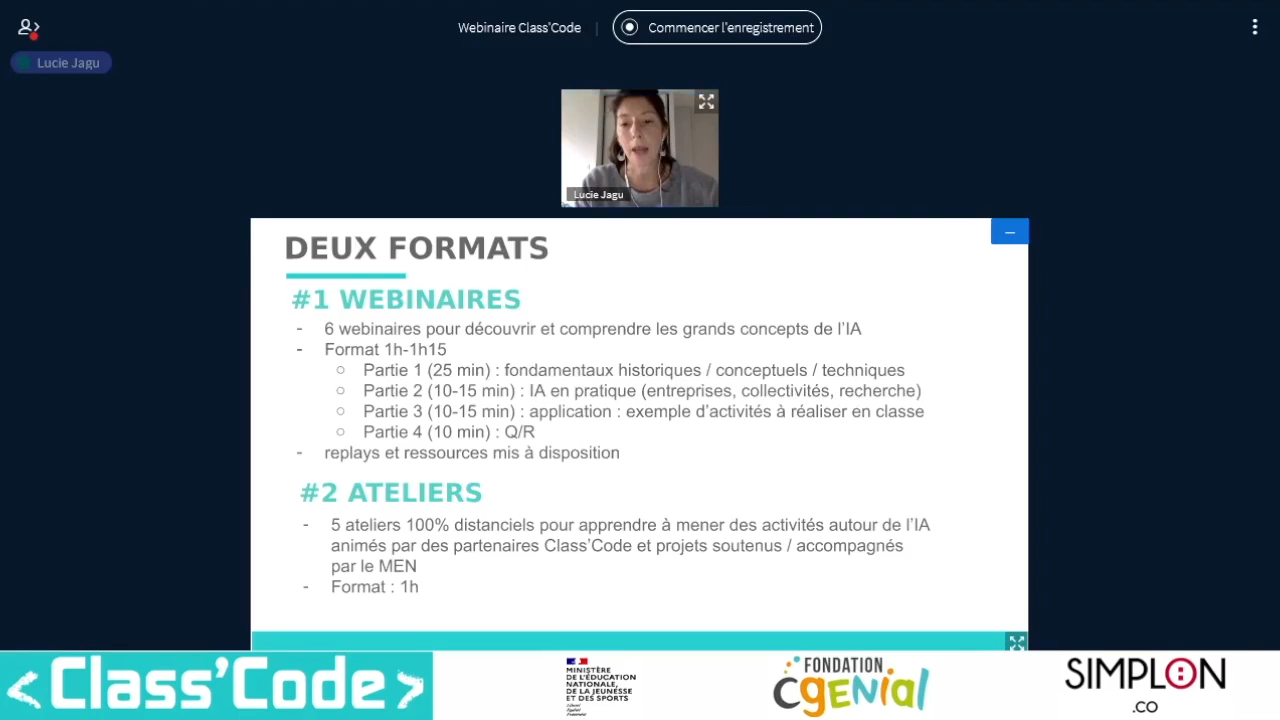 Webinaire Class'Code
Commencer l'enregistrement
Lucie Jagu
Lucie Jagu
DEUX FORMATS
#1 WEBINAIRES
- 6 webinaires pour découvrir et comprendre les grands concepts de l'IA
- Format 1h-1h15
○ Partie 1 (25 min) : fondamentaux historiques / conceptuels / techniques
○ Partie 2 (10-15 min) : IA en pratique (entreprises, collectivités, recherche)
○ Partie 3 (10-15 min) : application : exemple d'activités à réaliser en classe
○ Partie 4 (10 min) : Q/R
- replays et ressources mis à disposition
#2 ATELIERS
- 5 ateliers 100% distanciels pour apprendre à mener des activités autour de l'IA
animés par des partenaires Class'Code et projets soutenus / accompagnés
par le MEN
- Format : 1h
<Class'Code>
MINISTÈRE
DE L'ÉDUCATION
NATIONALE,
DE LA JEUNESSE
ET DES SPORTS
Liberté
Égalité
Fraternité
FONDATION
CGENIAL
SIMPLON
.CO